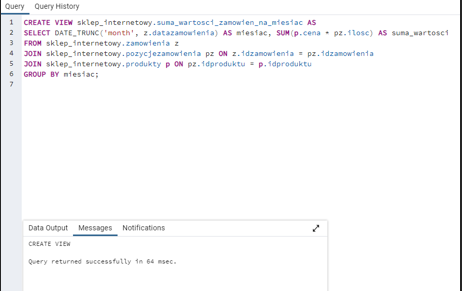 Query Query History
1 CREATE VIEW sklep_internetowy.suma_wartosci_zamowien_na_miesiac AS
2 SELECT DATE_TRUNC('month', z.datazamowienia) AS miesiac, SUM(p.cena * pz.ilosc) AS suma_wartosci
3 FROM sklep_internetowy.zamowienia z
4 JOIN sklep_internetowy.pozycjezamowienia pz ON z.idzamowienia = pz.idzamowienia
5 JOIN sklep_internetowy.produkty p ON pz.idproduktu = p.idproduktu
6 GROUP BY miesiac;
7
Data Output Messages Notifications
CREATE VIEW
Query returned successfully in 64 msec.